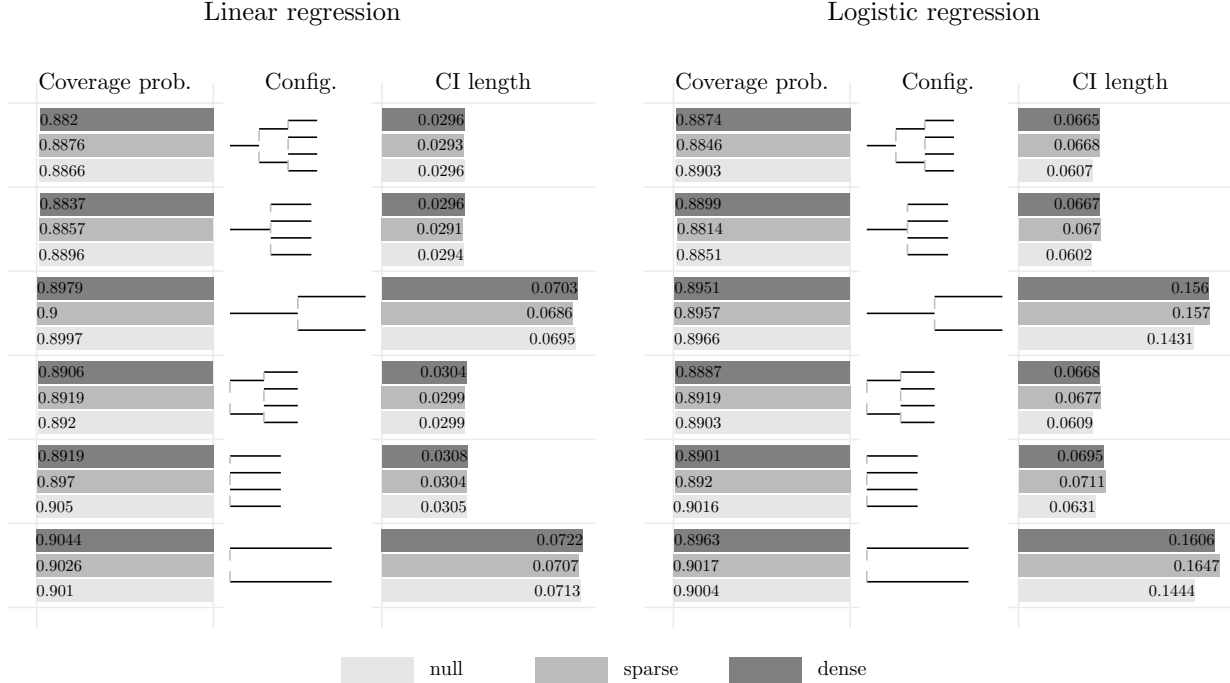 Linear regression Logistic regression
Coverage prob. Config. CI length Coverage prob. Config. CI length
0.882 0.0296 0.8874 0.0665
0.8876 0.0293 0.8846 0.0668
0.8866 0.0296 0.8903 0.0607
0.8837 0.0296 0.8899 0.0667
0.8857 0.0291 0.8814 0.067
0.8896 0.0294 0.8851 0.0602
0.8979 0.0703 0.8951 0.156
0.9 0.0686 0.8957 0.157
0.8997 0.0695 0.8966 0.1431
0.8906 0.0304 0.8887 0.0668
0.8919 0.0299 0.8919 0.0677
0.892 0.0299 0.8903 0.0609
0.8919 0.0308 0.8901 0.0695
0.897 0.0304 0.892 0.0711
0.905 0.0305 0.9016 0.0631
0.9044 0.0722 0.8963 0.1606
0.9026 0.0707 0.9017 0.1647
0.901 0.0713 0.9004 0.1444
null sparse dense